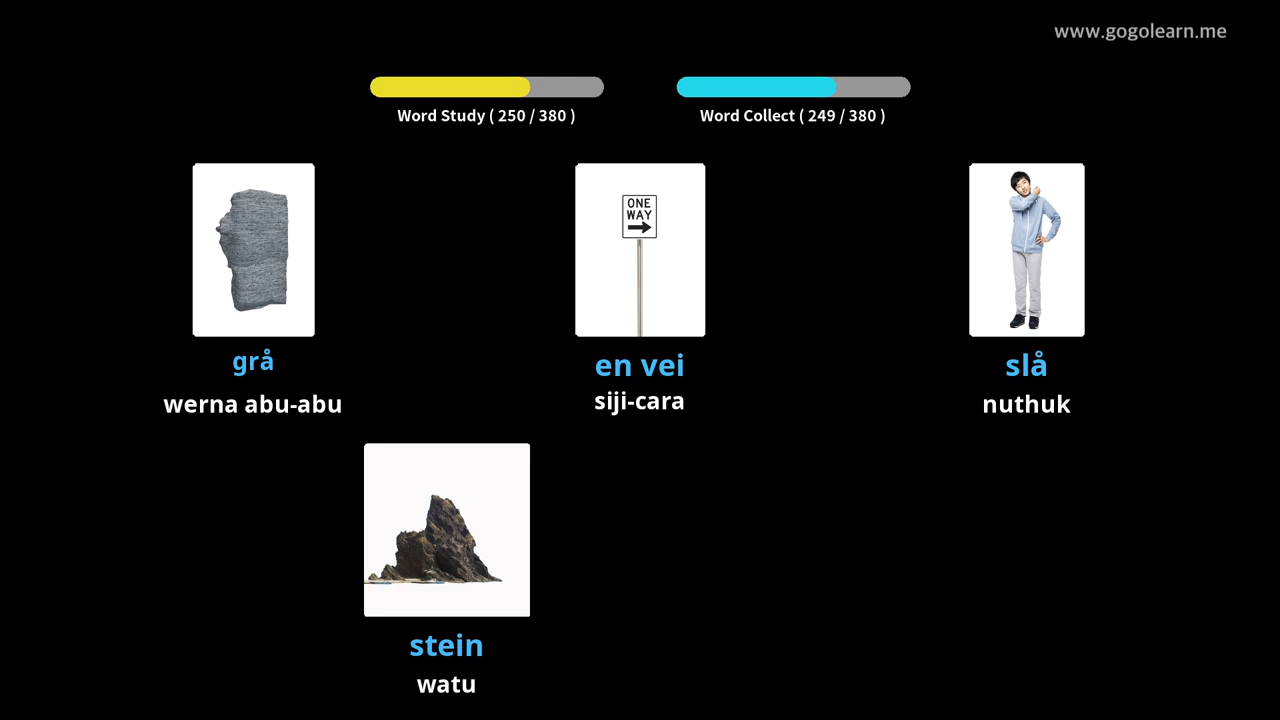 www.gogolearn.me
Word Study ( 250 / 380 )
Word Collect ( 249 / 380 )
ONE
WAY
grå
werna abu-abu
en vei
siji-cara
slå
nuthuk
stein
watu